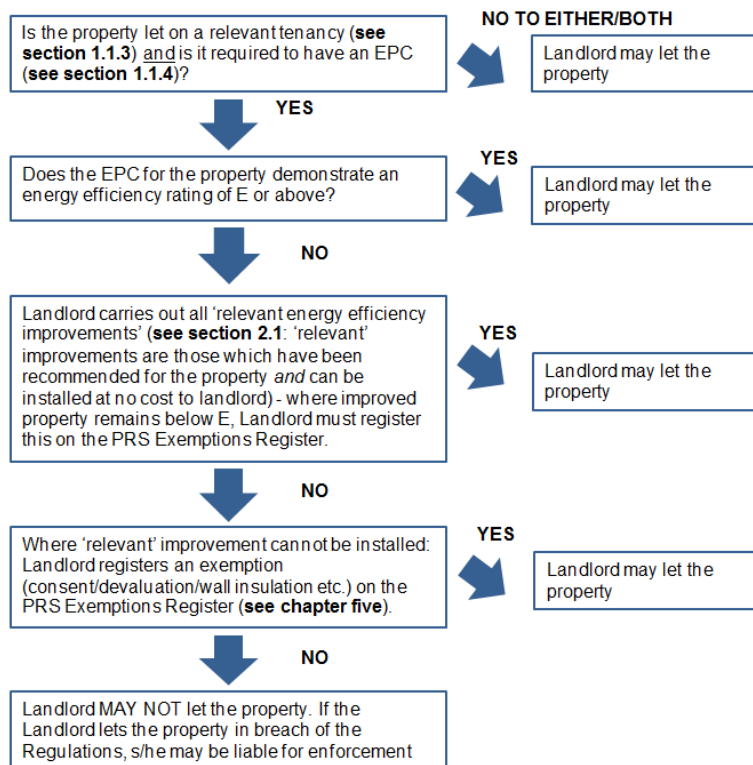 NO TO EITHER/BOTH
Is the property let on a relevant tenancy (see
section 1.1.3) and is it required to have an EPC
(see section 1.1.4)?
Landlord may let the
property
YES
Does the EPC for the property demonstrate an
energy efficiency rating of E or above?
YES
Landlord may let the
property
NO
Landlord carries out all ‘relevant energy efficiency
improvements’ (see section 2.1: ‘relevant’
improvements are those which have been
recommended for the property and can be
installed at no cost to landlord) - where improved
property remains below E, Landlord must register
this on the PRS Exemptions Register.
YES
Landlord may let the
property
NO
Where ‘relevant’ improvement cannot be installed:
Landlord registers an exemption
(consent/devaluation/wall insulation etc.) on the
PRS Exemptions Register (see chapter five).
YES
Landlord may let the
property
NO
Landlord MAY NOT let the property. If the
Landlord lets the property in breach of the
Regulations, s/he may be liable for enforcement